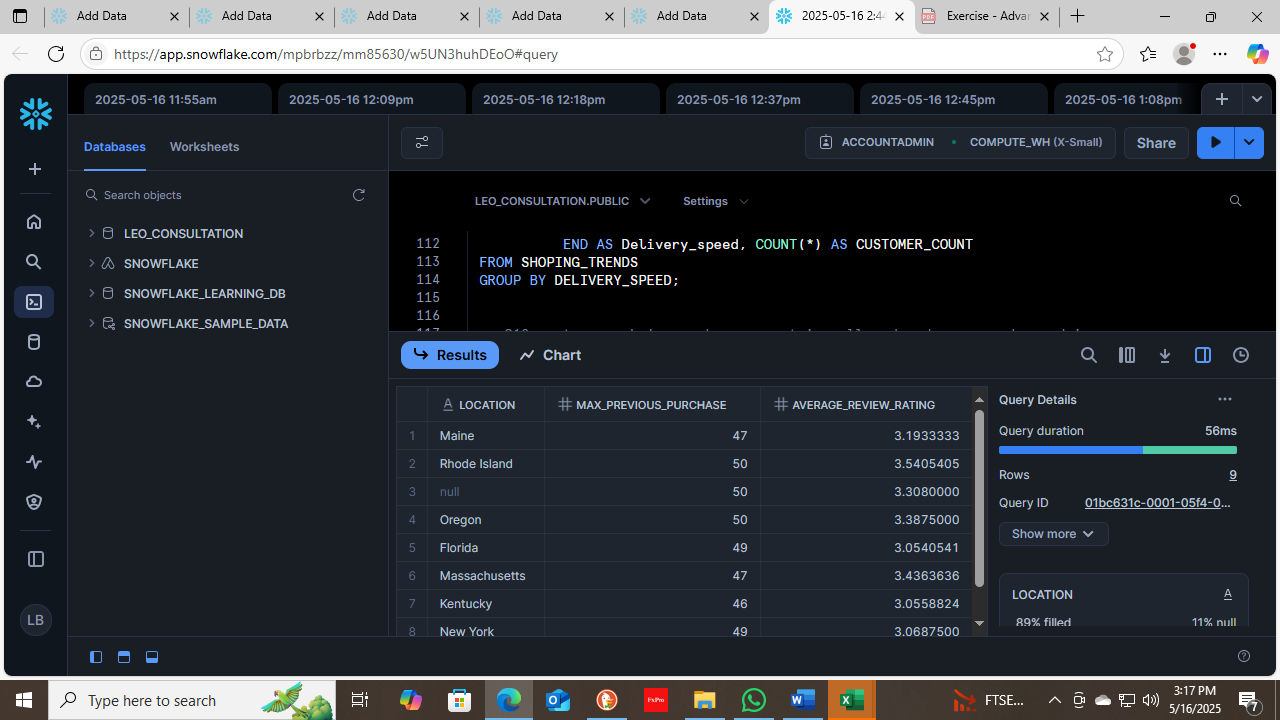 Add Data
Add Data
Add Data
Add Data
Add Data
2025-05-16 2:44
Exercise - Advan
https://app.snowflake.com/mpbrbzz/mm85630/w5UN3huhDEoO#query
2025-05-16 11:55am
2025-05-16 12:09pm
2025-05-16 12:18pm
2025-05-16 12:37pm
2025-05-16 12:45pm
2025-05-16 1:08pm
Databases
Worksheets
ACCOUNTADMIN
COMPUTE_WH (X-Small)
Share
Search objects
LEO_CONSULTATION
SNOWFLAKE
SNOWFLAKE_LEARNING_DB
SNOWFLAKE_SAMPLE_DATA
LB
LEO_CONSULTATION.PUBLIC
Settings
112 END AS Delivery_speed, COUNT(*) AS CUSTOMER_COUNT
113 FROM SHOPING_TRENDS
114 GROUP BY DELIVERY_SPEED;
115
116
117
Results
Chart
LOCATION MAX_PREVIOUS_PURCHASE AVERAGE_REVIEW_RATING
1 Maine 47 3.1933333
2 Rhode Island 50 3.5405405
3 null 50 3.3080000
4 Oregon 50 3.3875000
5 Florida 49 3.0540541
6 Massachusetts 47 3.4363636
7 Kentucky 46 3.0558824
8 New York 49 3.0687500
Query Details
Query duration 56ms
Rows 9
Query ID 01bc631c-0001-05f4-0...
Show more
LOCATION A
89% filled 11% null
Type here to search
FxPro
FTSE...
3:17 PM
5/16/2025
7